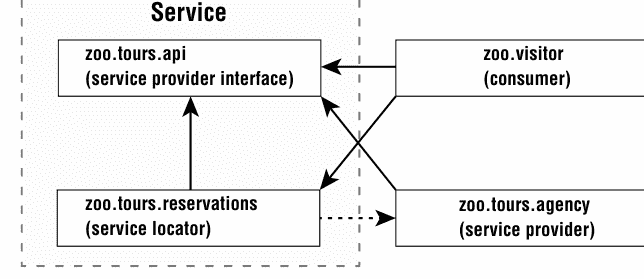 Service
zoo.tours.api
(service provider interface)
zoo.visitor
(consumer)
zoo.tours.reservations
(service locator)
zoo.tours.agency
(service provider)